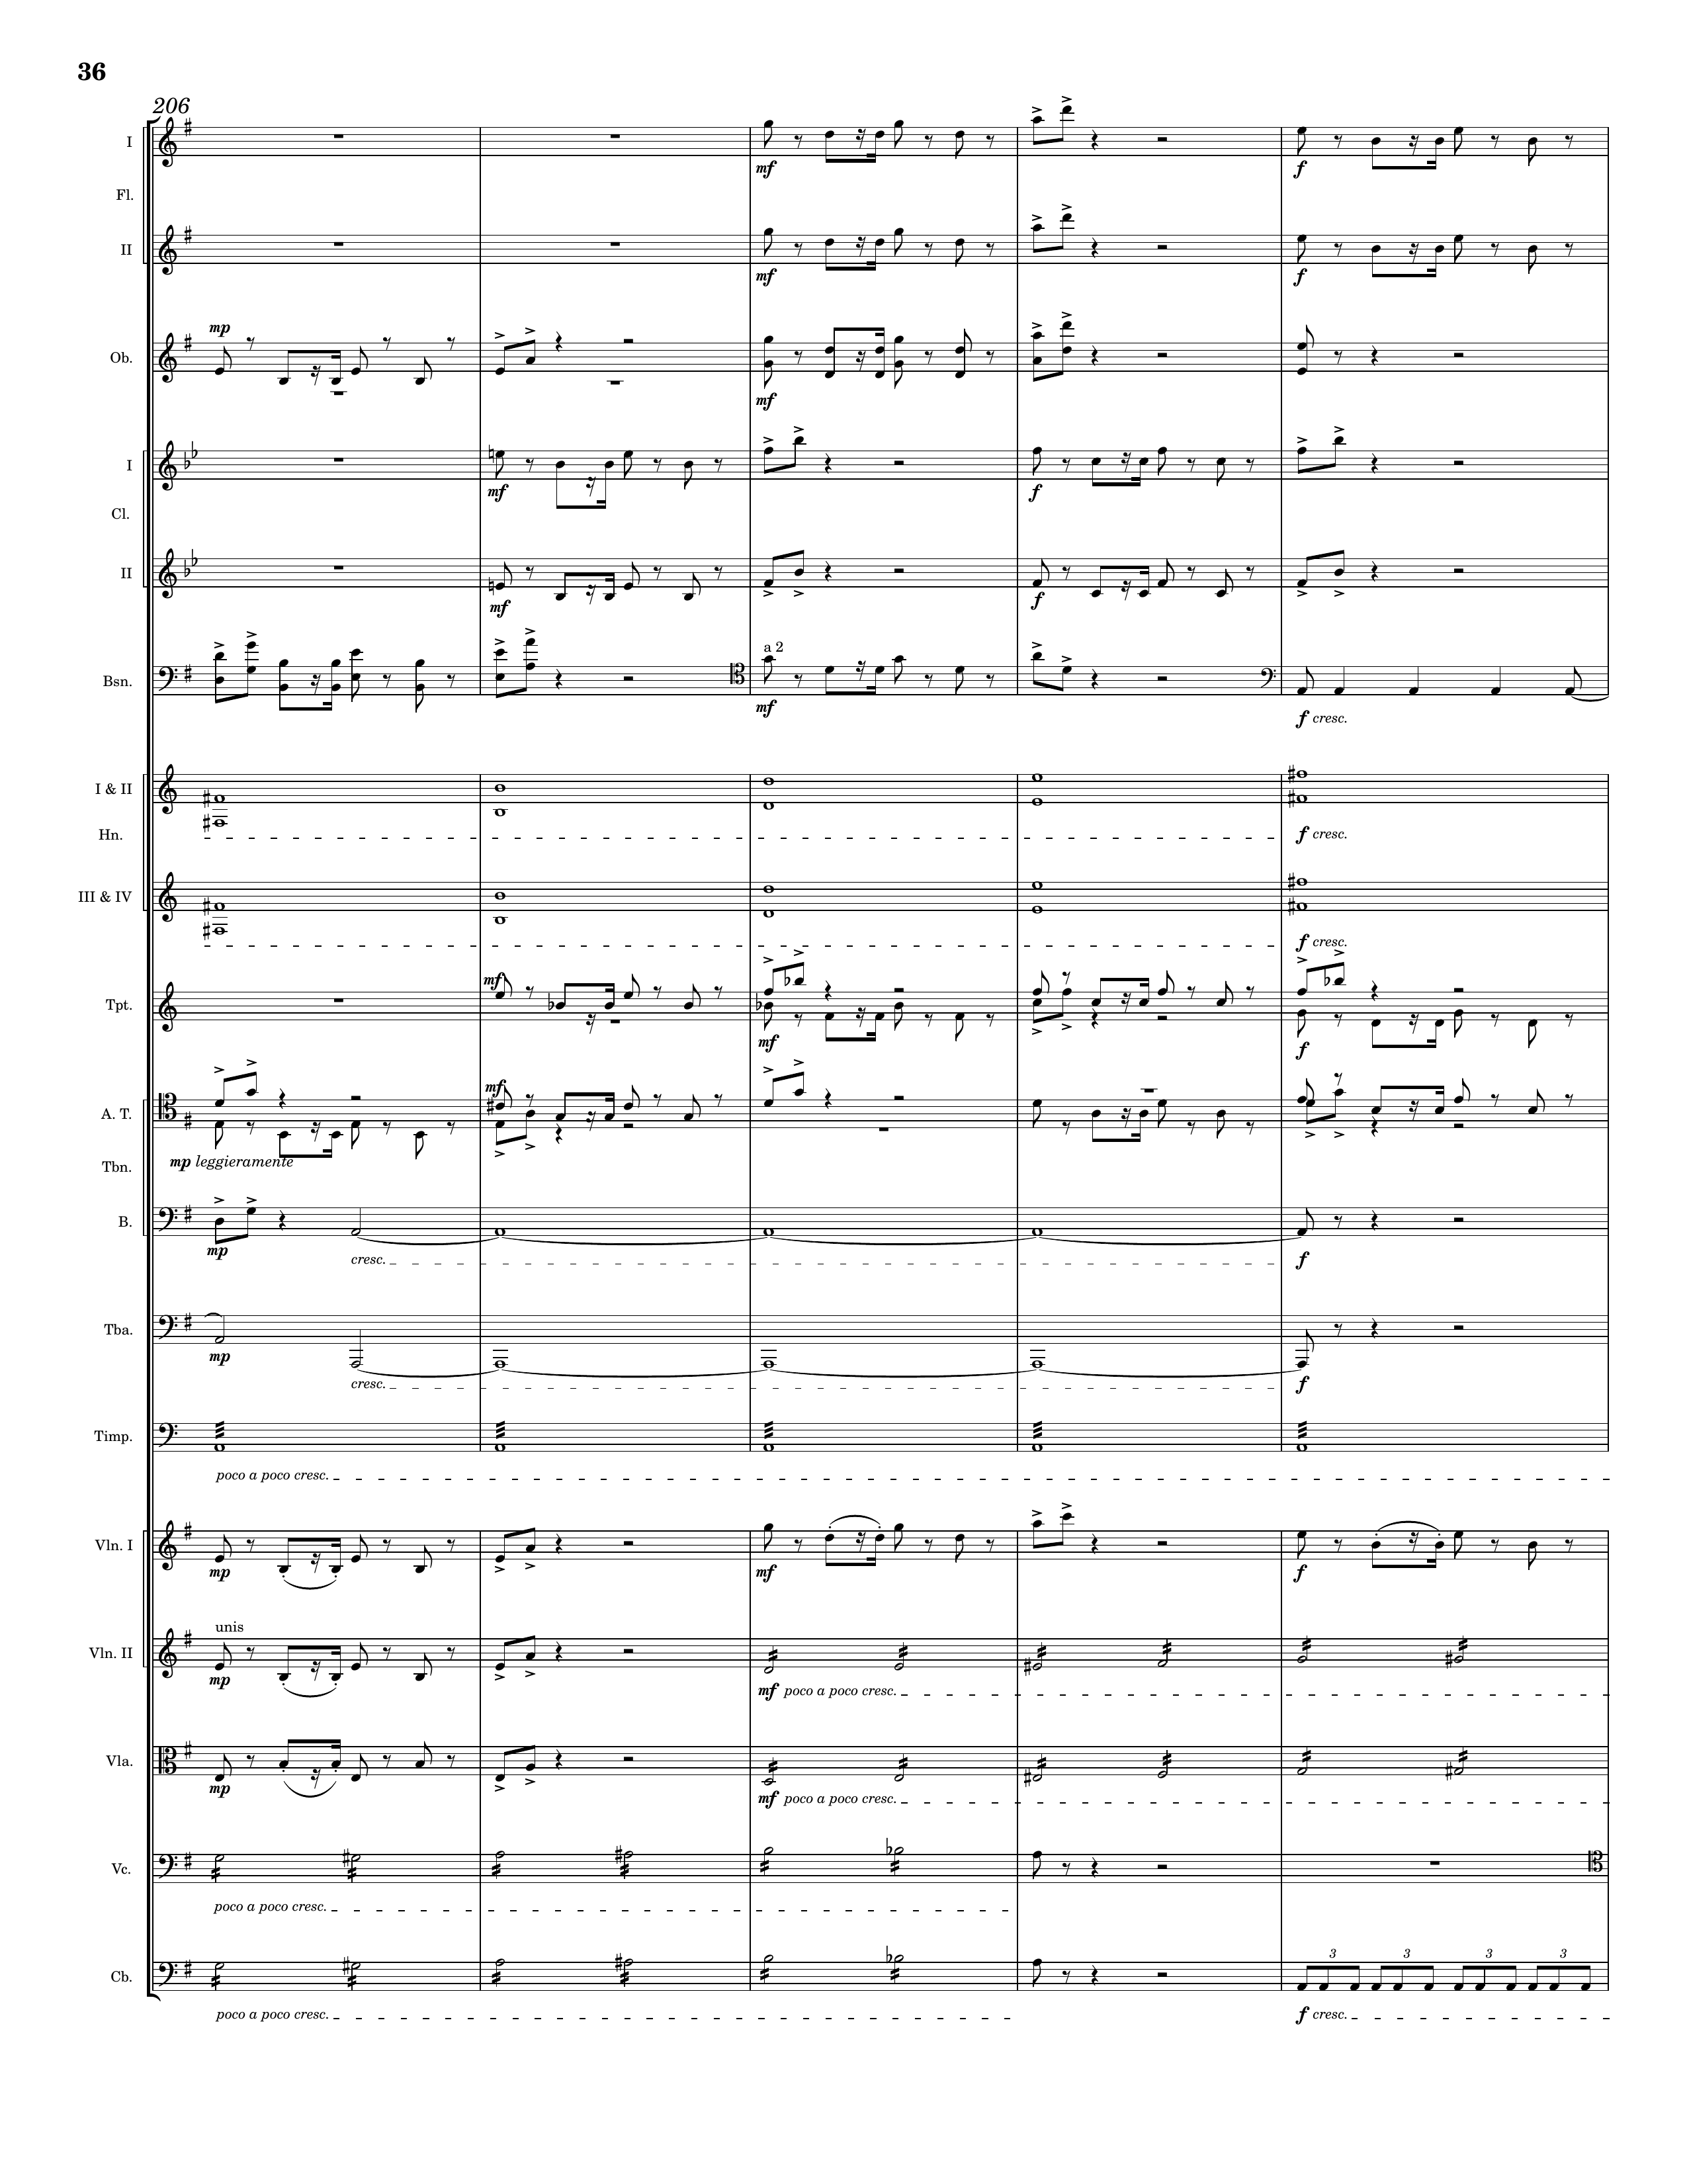 36
206
I
Fl.
II
mf
f
mf
f
mp
Ob.
mf
I
mf
f
Cl.
II
mf
f
a 2
Bsn.
mf
f cresc.
I & II
Hn.
f cresc.
III & IV
f cresc.
mf
Tpt.
mf
f
mf
A. T.
mp leggieramente
Tbn.
B.
mp
cresc.
f
Tba.
mp
cresc.
f
Timp.
poco a poco cresc.
Vln. I
mp
mf
f
unis
Vln. II
mp
mf poco a poco cresc.
Vla.
mp
mf poco a poco cresc.
Vc.
poco a poco cresc.
3 3 3 3
Cb.
poco a poco cresc.
f cresc.